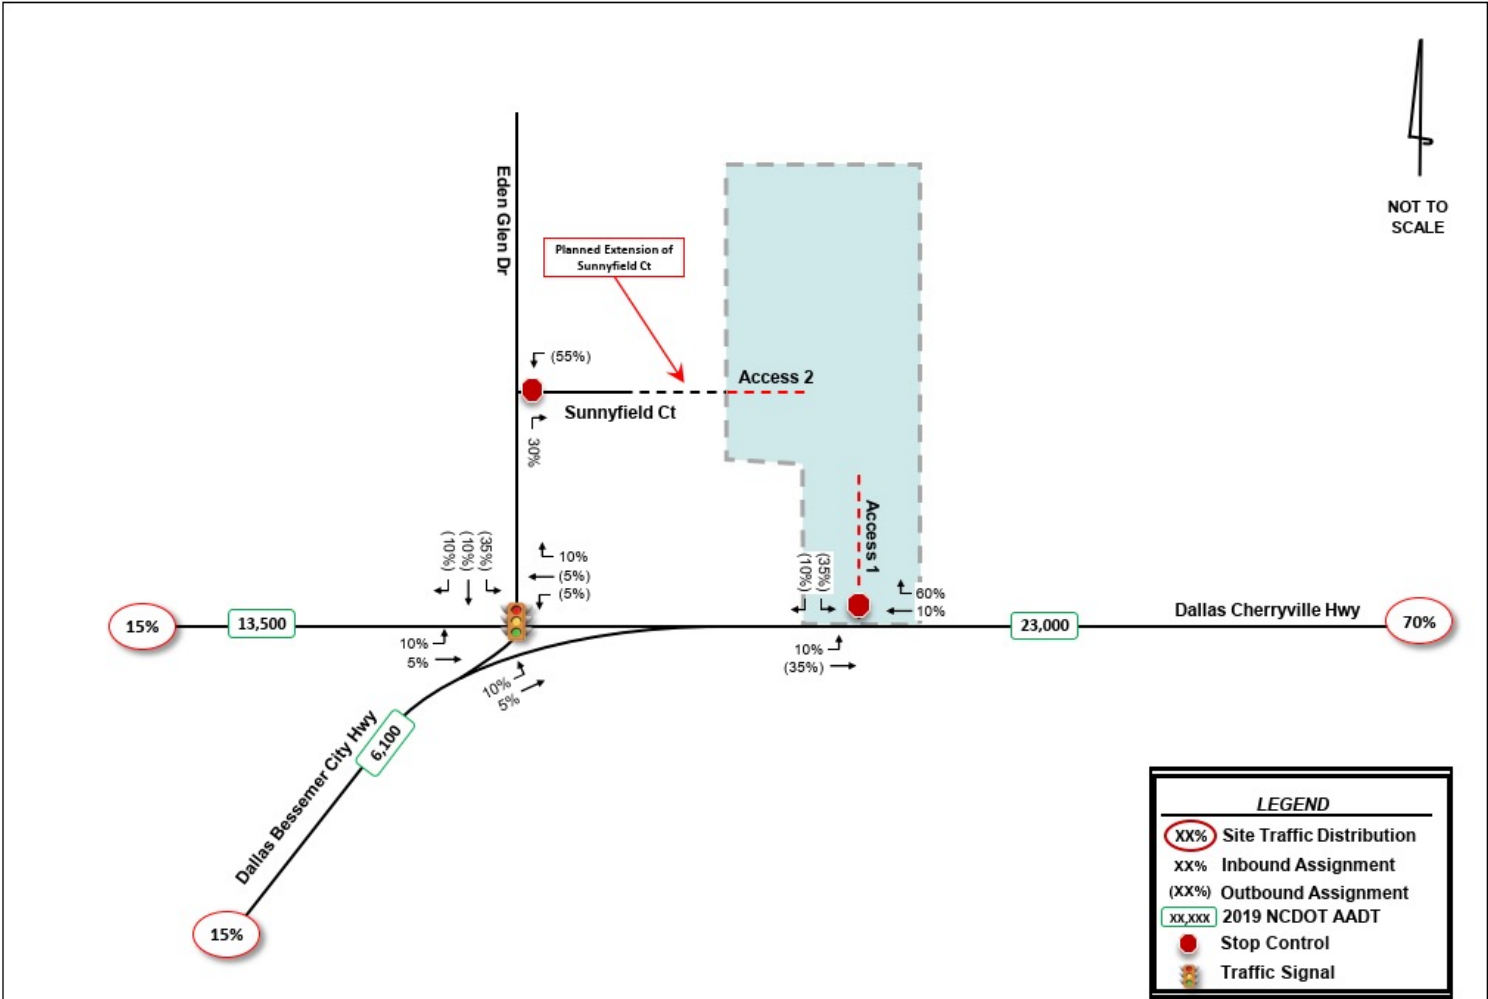 NOT TO
SCALE
Eden Glen Dr
Planned Extension of
Sunnyfield Ct
(55%)
Access 2
Sunnyfield Ct
30%
Access 1
(10%)
(10%)
(35%)
10%
(5%)
(5%)
(10%)
(35%)
60%
10%
15%
13,500
23,000
Dallas Cherryville Hwy
70%
10%
5%
10%
(35%)
10%
5%
6,100
Dallas Bessemer City Hwy
15%
LEGEND
XX% Site Traffic Distribution
XX% Inbound Assignment
(XX%) Outbound Assignment
xx,xxx 2019 NCDOT AADT
Stop Control
Traffic Signal